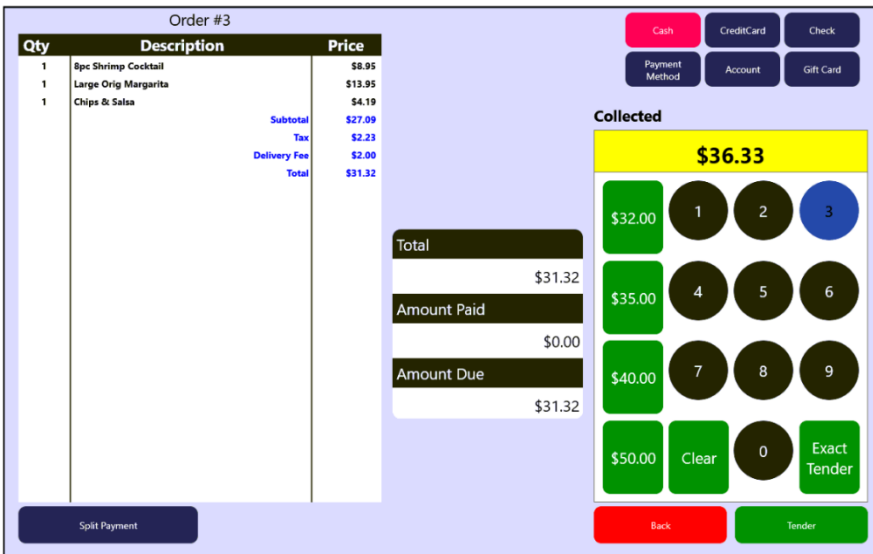 Order #3
Qty Description Price
1 8pc Shrimp Cocktail $8.95
1 Large Orig Margarita $13.95
1 Chips & Salsa $4.19
Subtotal $27.09
Tax $2.23
Delivery Fee $2.00
Total $31.32
Split Payment
Total
$31.32
Amount Paid
$0.00
Amount Due
$31.32
Cash CreditCard Check
Payment
Method Account Gift Card
Collected
$36.33
$32.00 1 2 3
$35.00 4 5 6
$40.00 7 8 9
$50.00 Clear 0 Exact
Tender
Back Tender